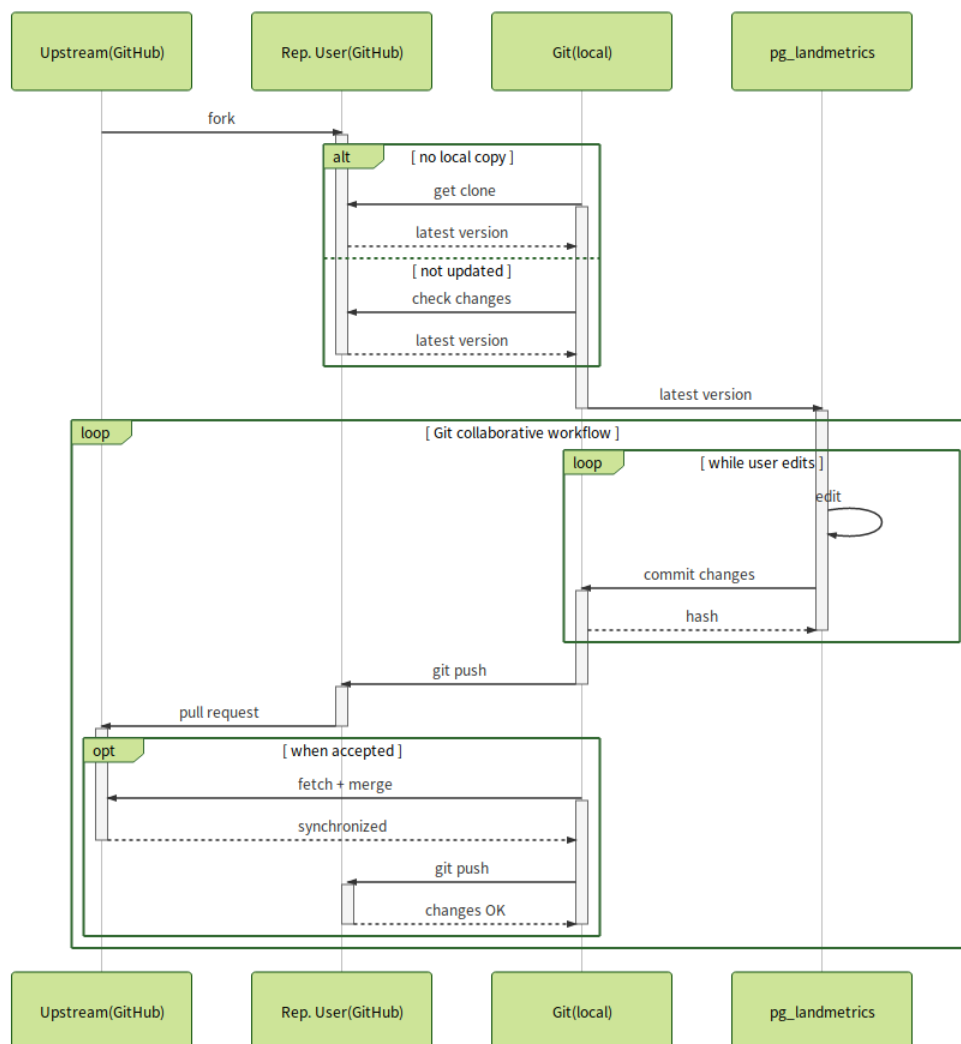 Upstream(GitHub)
Rep. User(GitHub)
Git(local)
pg_landmetrics
fork
alt
[ no local copy ]
get clone
latest version
[ not updated ]
check changes
latest version
latest version
loop
[ Git collaborative workflow ]
loop
[ while user edits ]
edit
commit changes
hash
git push
pull request
opt
[ when accepted ]
fetch + merge
synchronized
git push
changes OK
Upstream(GitHub)
Rep. User(GitHub)
Git(local)
pg_landmetrics